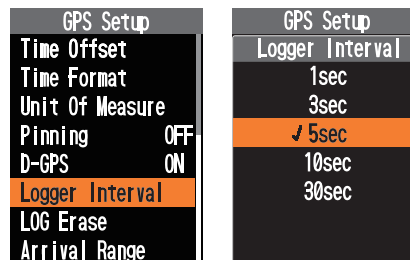 GPS Setup
Time Offset
Time Format
Unit Of Measure
Pinning OFF
D-GPS ON
Logger Interval
LOG Erase
Arrival Range
GPS Setup
Logger Interval
1sec
3sec
✓ 5sec
10sec
30sec